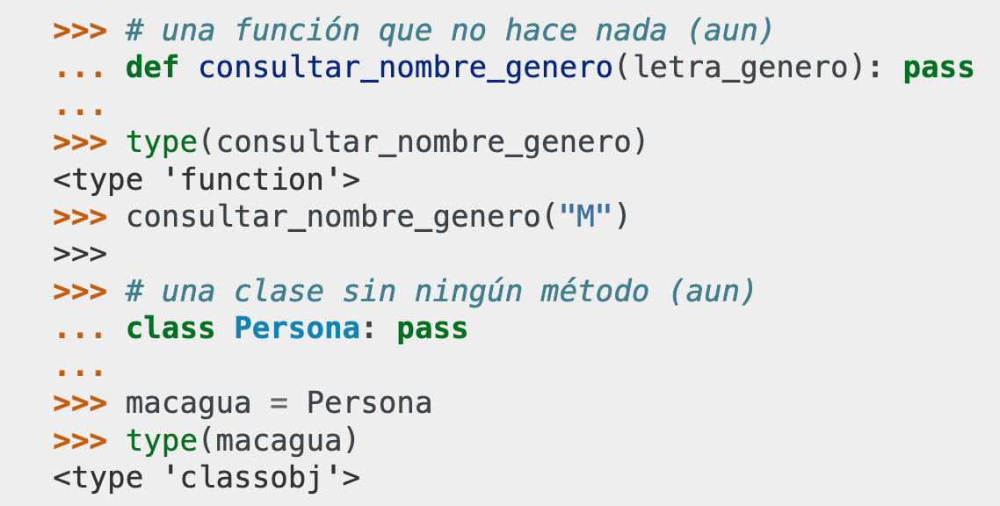 >>> # una función que no hace nada (aun)
... def consultar_nombre_genero(letra_genero): pass
...
>>> type(consultar_nombre_genero)
<type 'function'>
>>> consultar_nombre_genero("M")
>>>
>>> # una clase sin ningún método (aun)
... class Persona: pass
...
>>> macagua = Persona
>>> type(macagua)
<type 'classobj'>